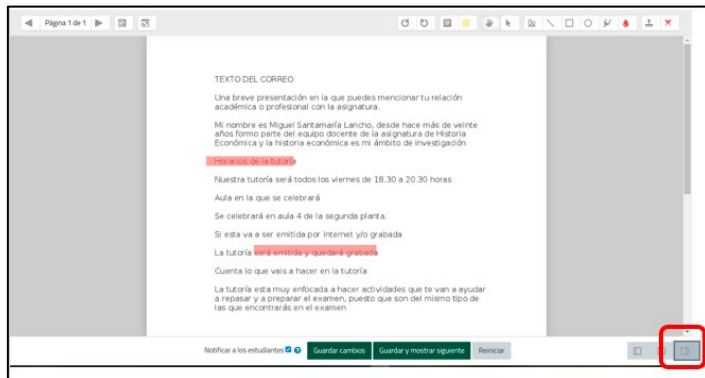 Página 1 de 1
TEXTO DEL CORREO
Una breve presentación en la que puedes mencionar tu relación
académica o profesional con la asignatura.
Mi nombre es Miguel Santamaría Lancho, desde hace más de veinte
años formo parte del equipo docente de la asignatura de Historia
Económica y la historia económica es mi ámbito de investigación
Horarios de la tutoría
Nuestra tutoría será todos los viernes de 18.30 a 20.30 horas
Aula en la que se celebrará
Se celebrará en aula 4 de la segunda planta.
Si esta va a ser emitida por Internet y/o grabada
La tutoría será emitida y quedará grabada
Cuenta lo que vais a hacer en la tutoría
La tutoría esta muy enfocada a hacer actividades que te van a ayudar
a repasar y a preparar el examen, puesto que son del mismo tipo de
las que encontrarás en el examen
Notificar a los estudiantes Guardar cambios Guardar y mostrar siguiente Reiniciar